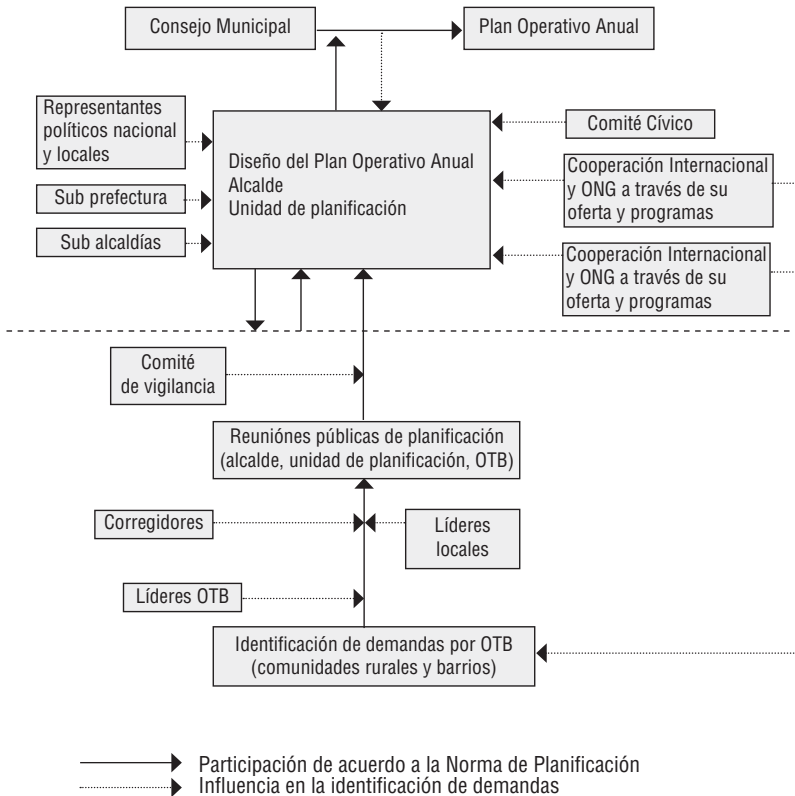 Consejo Municipal
Plan Operativo Anual
Representantes
políticos nacional
y locales
Sub prefectura
Sub alcaldías
Diseño del Plan Operativo Anual
Alcalde
Unidad de planificación
Comité Cívico
Cooperación Internacional
y ONG a través de su
oferta y programas
Cooperación Internacional
y ONG a través de su
oferta y programas
Comité
de vigilancia
Reuniónes públicas de planificación
(alcalde, unidad de planificación, OTB)
Corregidores
Líderes
locales
Líderes OTB
Identificación de demandas por OTB
(comunidades rurales y barrios)
Participación de acuerdo a la Norma de Planificación
Influencia en la identificación de demandas